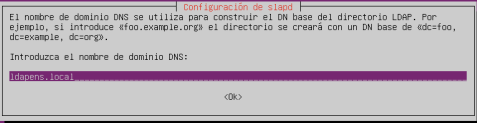 Configuración de slapd
El nombre de dominio DNS se utiliza para construir el DN base del directorio LDAP. Por
ejemplo, si introduce «foo.example.org» el directorio se creará con un DN base de «dc=foo,
dc=example, dc=org».
Introduzca el nombre de dominio DNS:
ldapens.local
<Ok>